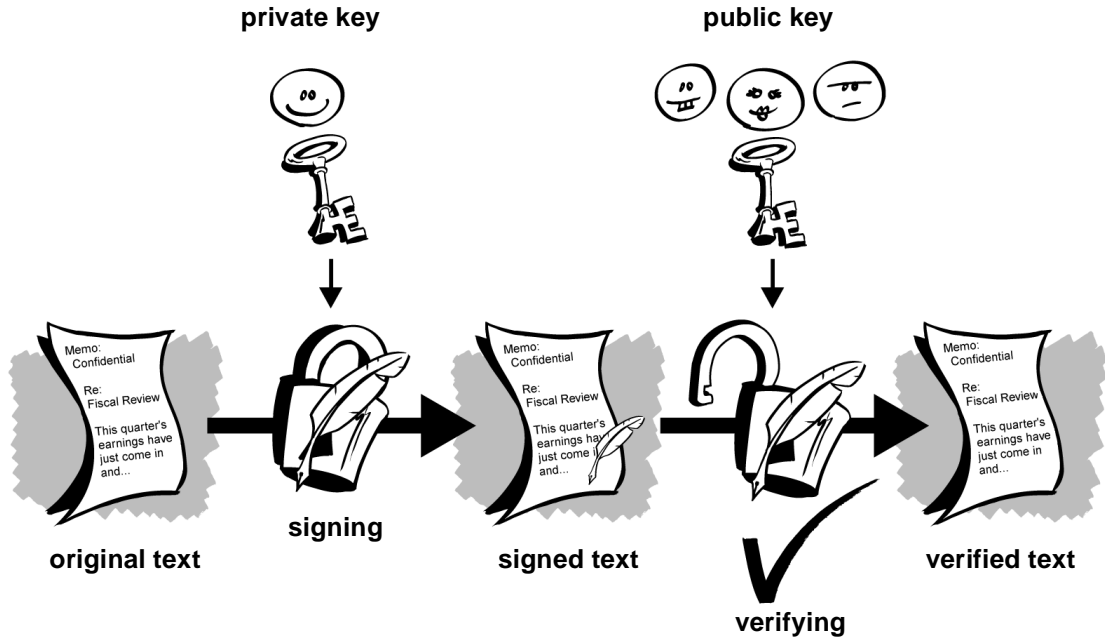 private key
public key
Memo:
Confidential
Re:
Fiscal Review
This quarter's
earnings have
just come in
and...
Memo:
Confidential
Re:
Fiscal Review
This quarter's
earnings
just come in
and...
Memo:
Confidential
Re:
Fiscal Review
This quarter's
earnings have
just come in
and...
signing
original text
signed text
verified text
verifying